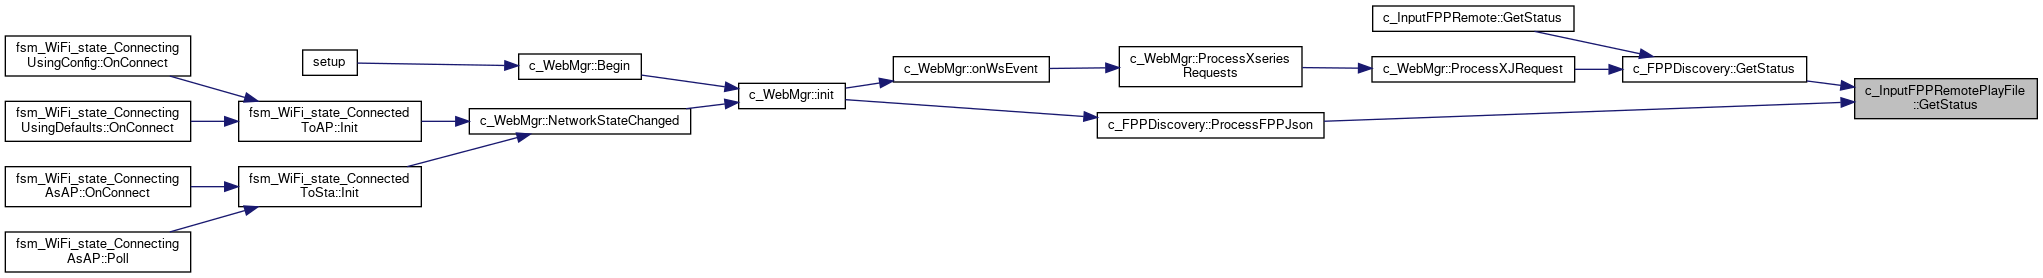 fsm_WiFi_state_Connecting
UsingConfig::OnConnect
fsm_WiFi_state_Connecting
UsingDefaults::OnConnect
fsm_WiFi_state_Connecting
AsAP::OnConnect
fsm_WiFi_state_Connecting
AsAP::Poll
setup
fsm_WiFi_state_Connected
ToAP::Init
fsm_WiFi_state_Connected
ToSta::Init
c_WebMgr::Begin
c_WebMgr::NetworkStateChanged
c_WebMgr::init
c_WebMgr::onWsEvent
c_FPPDiscovery::ProcessFPPJson
c_WebMgr::ProcessXseries
Requests
c_InputFPPRemote::GetStatus
c_WebMgr::ProcessXJRequest
c_FPPDiscovery::GetStatus
c_InputFPPRemotePlayFile
::GetStatus